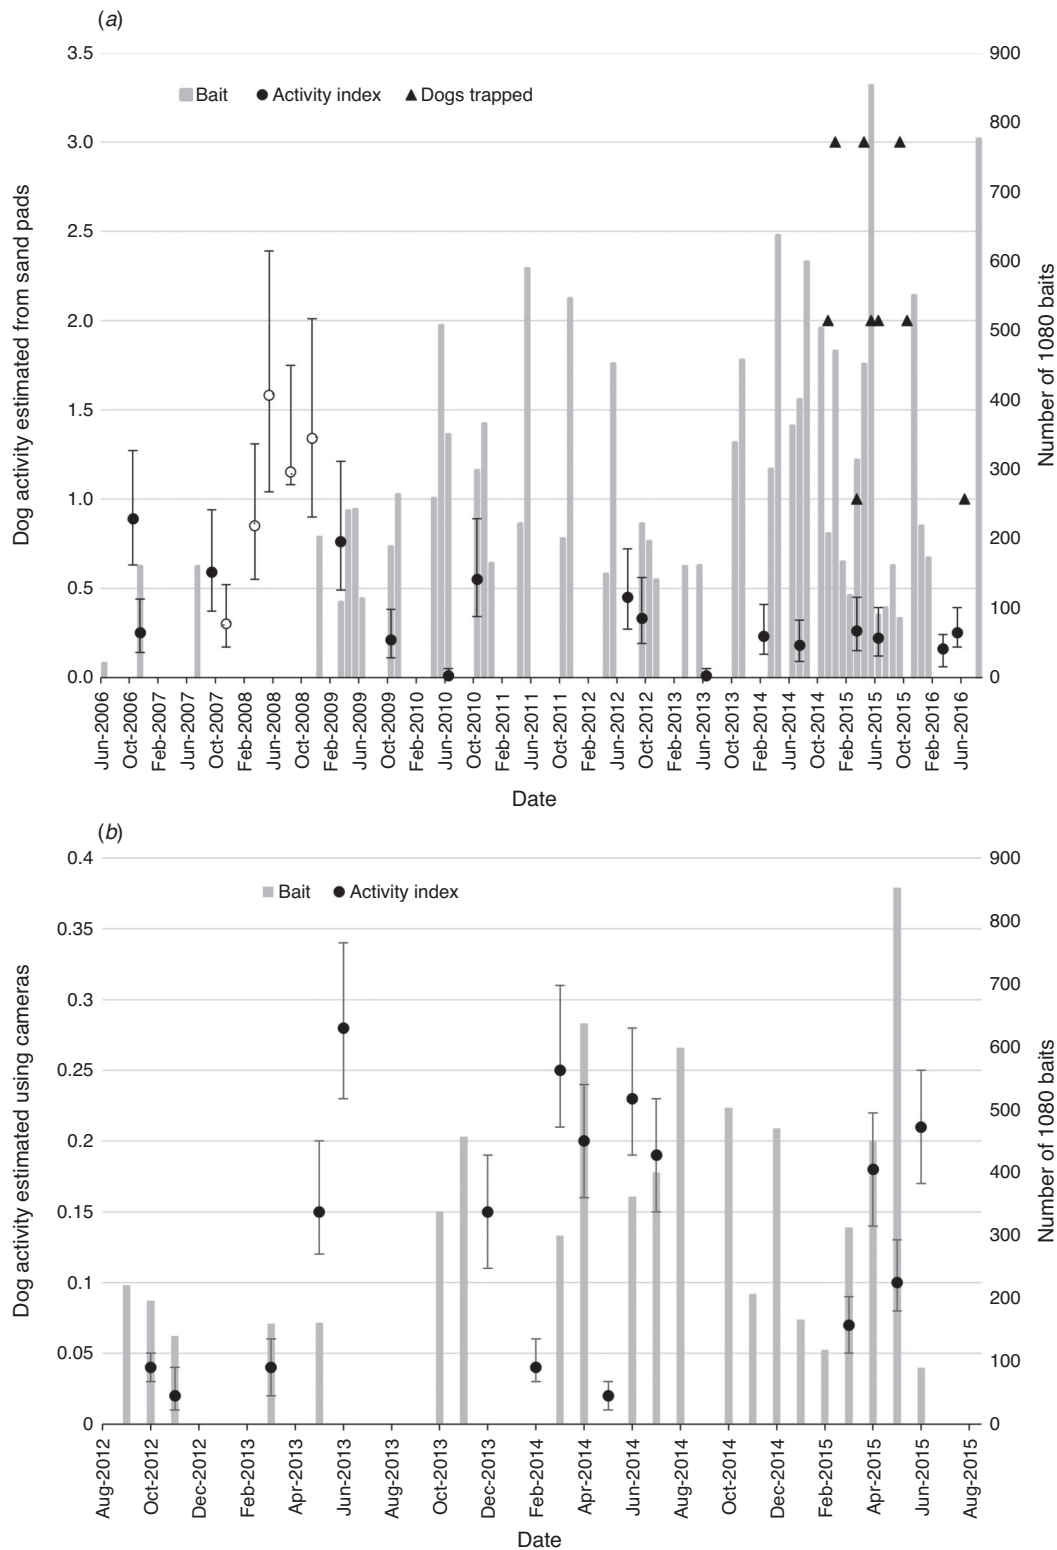 (a)
3.5
3.0
2.5
2.0
1.5
1.0
0.5
0.0
Dog activity estimated from sand pads
Bait
Activity index
Dogs trapped
900
800
700
600
500
400
300
200
100
0
Number of 1080 baits
Jun-2006
Oct-2006
Feb-2007
Jun-2007
Oct-2007
Feb-2008
Jun-2008
Oct-2008
Feb-2009
Jun-2009
Oct-2009
Feb-2010
Jun-2010
Oct-2010
Feb-2011
Jun-2011
Oct-2011
Feb-2012
Jun-2012
Oct-2012
Feb-2013
Jun-2013
Oct-2013
Feb-2014
Jun-2014
Oct-2014
Feb-2015
Jun-2015
Oct-2015
Feb-2016
Jun-2016
Date
(b)
0.4
0.35
0.3
0.25
0.2
0.15
0.1
0.05
0
Dog activity estimated using cameras
Bait
Activity index
900
800
700
600
500
400
300
200
100
0
Number of 1080 baits
Aug-2012
Oct-2012
Dec-2012
Feb-2013
Apr-2013
Jun-2013
Aug-2013
Oct-2013
Dec-2013
Feb-2014
Apr-2014
Jun-2014
Aug-2014
Oct-2014
Dec-2014
Feb-2015
Apr-2015
Jun-2015
Aug-2015
Date